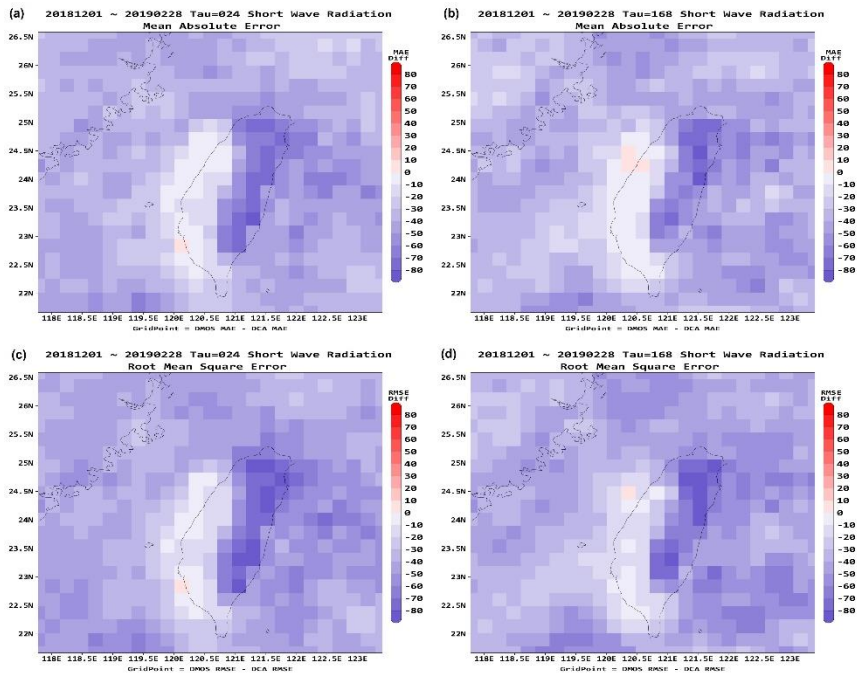 (a)
20181201 ~ 20190228 Tau=024 Short Wave Radiation
Mean Absolute Error
MAE
Diff
26.5N
26N
25.5N
25N
24.5N
24N
23.5N
23N
22.5N
22N
80
70
60
50
40
30
20
10
0
-10
-20
-30
-40
-50
-60
-70
-80
118E 118.5E 119E 119.5E 120E 120.5E 121E 121.5E 122E 122.5E 123E
GridPoint = DMOS MAE - DCA MAE
(b)
20181201 ~ 20190228 Tau=168 Short Wave Radiation
Mean Absolute Error
MAE
Diff
26.5N
26N
25.5N
25N
24.5N
24N
23.5N
23N
22.5N
22N
80
70
60
50
40
30
20
10
0
-10
-20
-30
-40
-50
-60
-70
-80
118E 118.5E 119E 119.5E 120E 120.5E 121E 121.5E 122E 122.5E 123E
GridPoint = DMOS MAE - DCA MAE
(c)
20181201 ~ 20190228 Tau=024 Short Wave Radiation
Root Mean Square Error
RMSE
Diff
26.5N
26N
25.5N
25N
24.5N
24N
23.5N
23N
22.5N
22N
80
70
60
50
40
30
20
10
0
-10
-20
-30
-40
-50
-60
-70
-80
118E 118.5E 119E 119.5E 120E 120.5E 121E 121.5E 122E 122.5E 123E
GridPoint = DMOS RMSE - DCA RMSE
(d)
20181201 ~ 20190228 Tau=168 Short Wave Radiation
Root Mean Square Error
RMSE
Diff
26.5N
26N
25.5N
25N
24.5N
24N
23.5N
23N
22.5N
22N
80
70
60
50
40
30
20
10
0
-10
-20
-30
-40
-50
-60
-70
-80
118E 118.5E 119E 119.5E 120E 120.5E 121E 121.5E 122E 122.5E 123E
GridPoint = DMOS RMSE - DCA RMSE